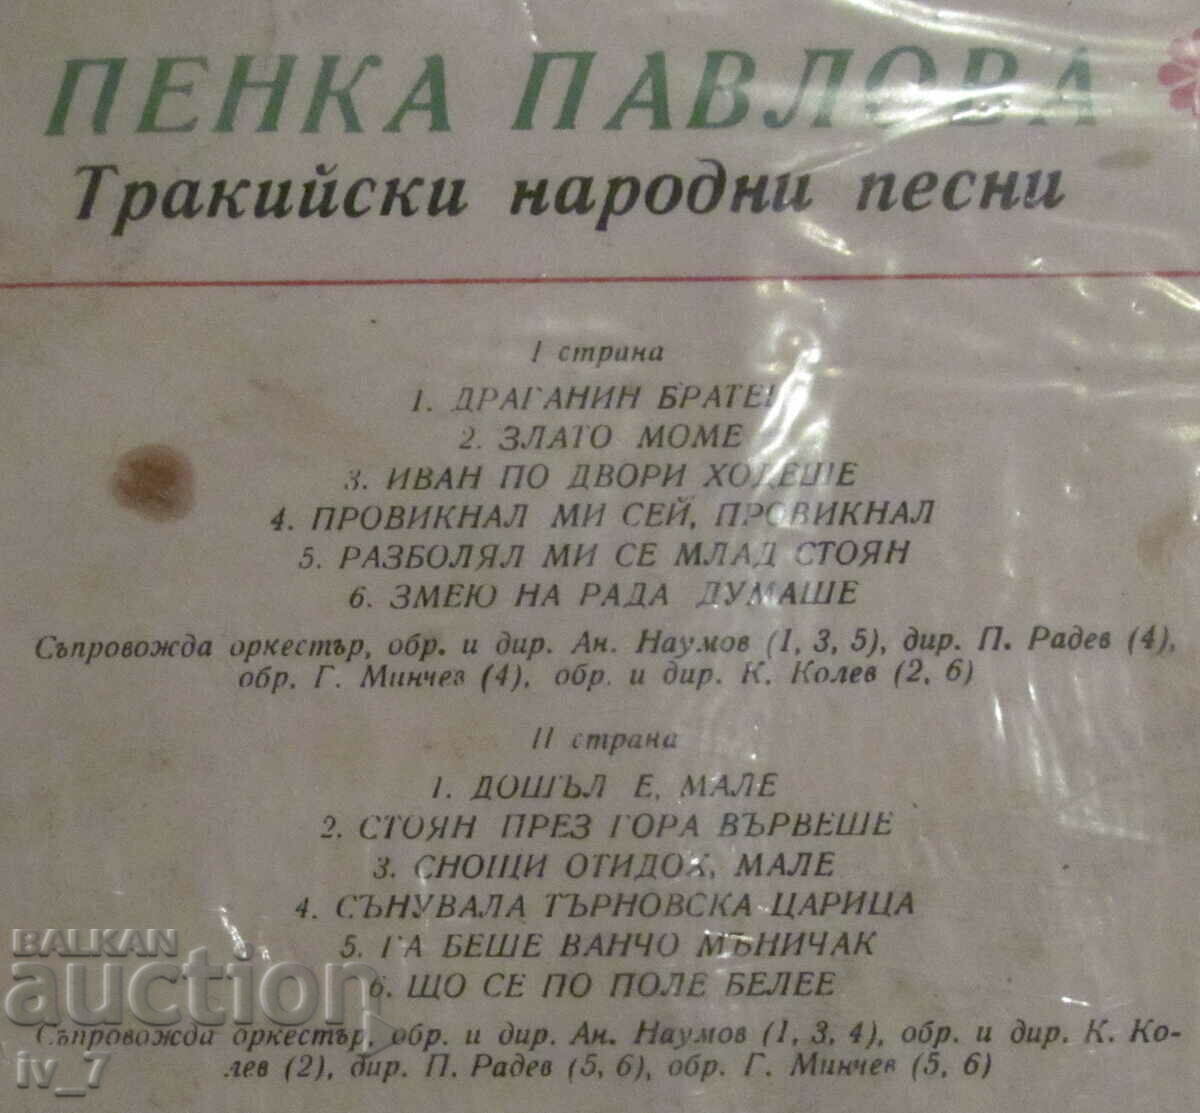 ПЕНКА ПАВЛОВА
Тракийски народни песни
I страна
1. ДРАГАНИН
2. ЗЛАТО МОМЕ
3. ИВАН ПО ДВОРИ ХОДЕШЕ
4. ПРОВИКНАЛ МИ СЕЙ, ПРОВИКНАЛ
5. РАЗБОЛЯЛ МИ СЕ МЛАД СТОЯН
6. ЗМЕЮ НА РАДА ДУМАШЕ
Съпровожда оркестър, обр. и дир. Ан. Наумов (1, 3, 5), дир. П. Радев (4),
обр. Г. Минчев (4), обр. и дир. К. Колев (2, 6)
II страна
1. ДОШЪЛ Е, МАЛЕ
2. СТОЯН ПРЕЗ ГОРА ВЪРВЕШЕ
3. СНОЩИ ОТИДОХ, МАЛЕ
4. СЪНУВАЛА ТЪРНОВСКА ЦАРИЦА
5. ГА БЕШЕ ВАНЧО МЪНИЧАК
6. ЩО СЕ ПО ПОЛЕ БЕЛЕЕ
Съпровожда оркестър, обр. и дир. Ан. Наумов (1, 3, 4), обр. и дир. К. Ко-
лев (2), дир. П. Радев (5, 6), обр. Г. Минчев (5, 6)
BALKAN
auction
iv_7